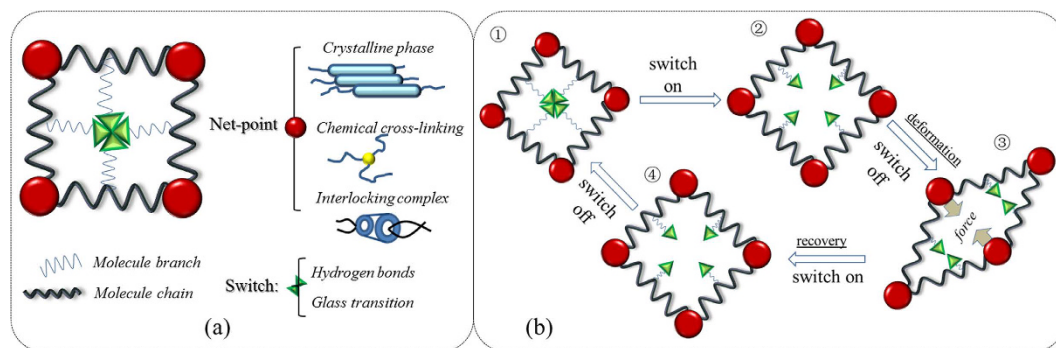 Crystalline phase
Net-point
Chemical cross-linking
Interlocking complex
Molecule branch
Molecule chain
Switch:
Hydrogen bonds
Glass transition
(a)
①
switch
on
②
deformation
switch
off
③
force
recovery
switch on
④
switch
off
(b)